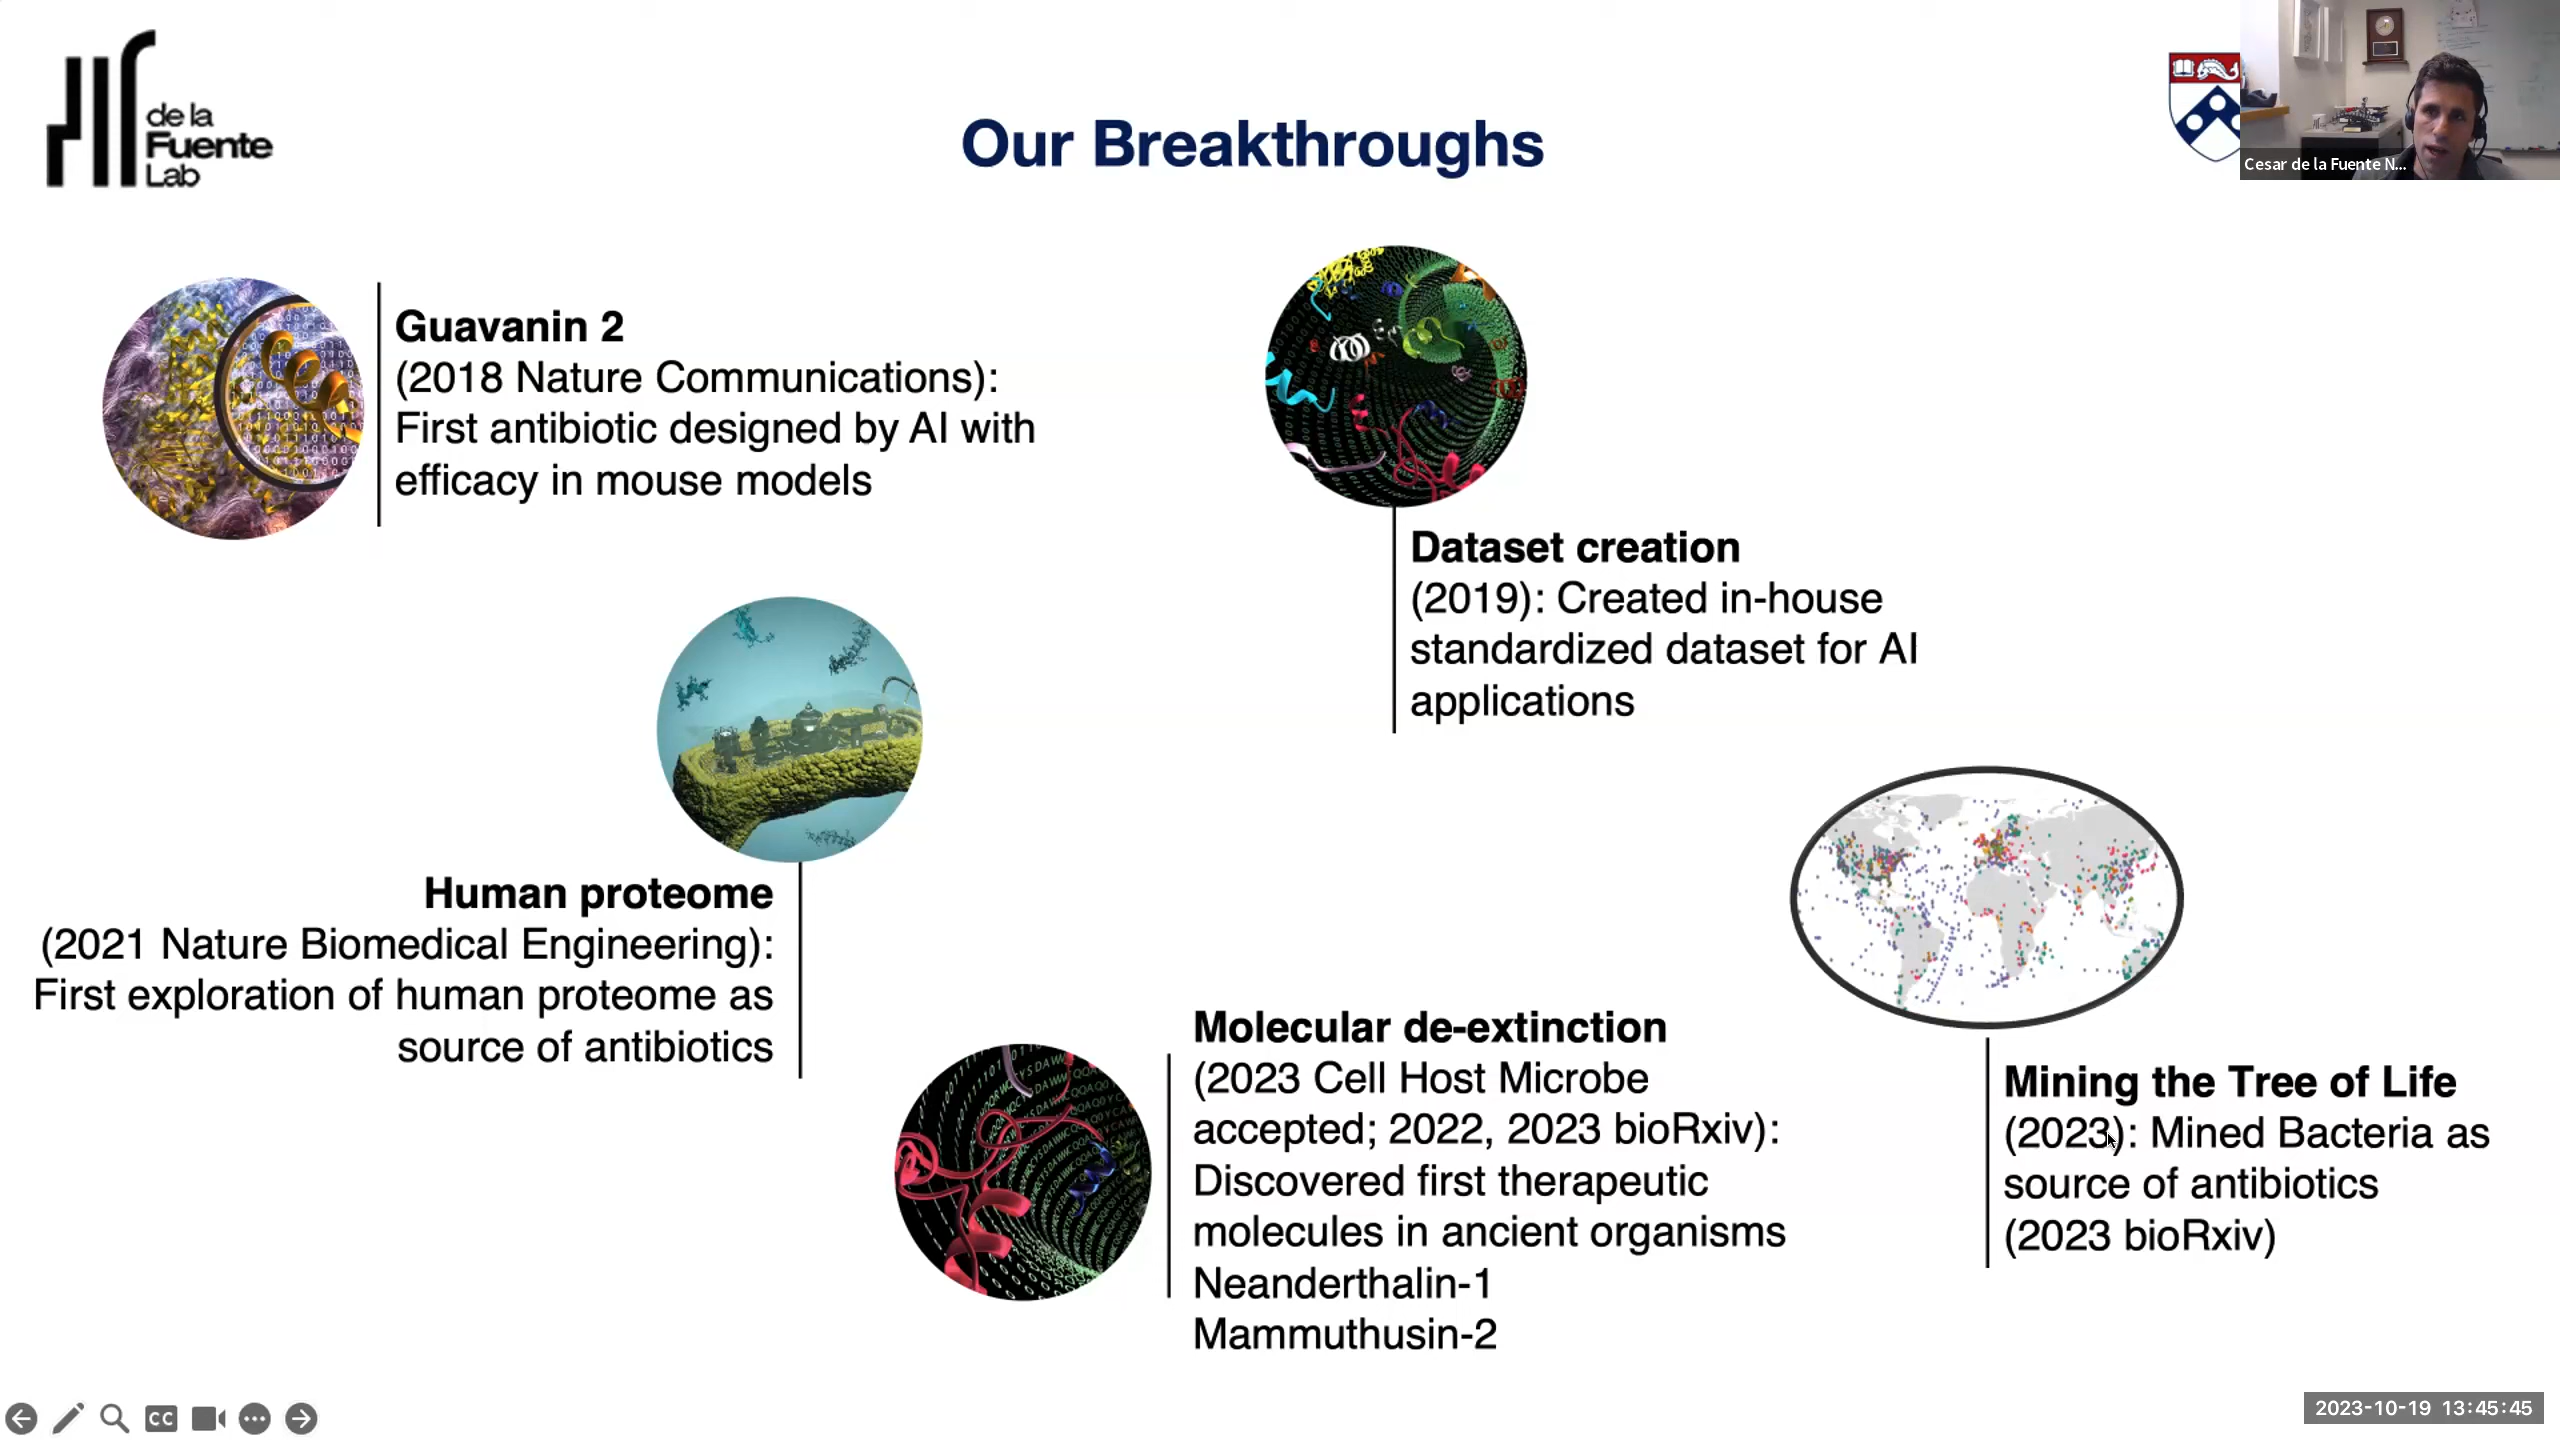 de la
Fuente
Lab
Our Breakthroughs
Cesar de la Fuente N...
Guavanin 2
(2018 Nature Communications):
First antibiotic designed by AI with
efficacy in mouse models
Dataset creation
(2019): Created in-house
standardized dataset for AI
applications
Human proteome
(2021 Nature Biomedical Engineering):
First exploration of human proteome as
source of antibiotics
Molecular de-extinction
(2023 Cell Host Microbe
accepted; 2022, 2023 bioRxiv):
Discovered first therapeutic
molecules in ancient organisms
Neanderthalin-1
Mammuthusin-2
Mining the Tree of Life
(2023): Mined Bacteria as
source of antibiotics
(2023 bioRxiv)
CC
2023-10-19 13:45:45